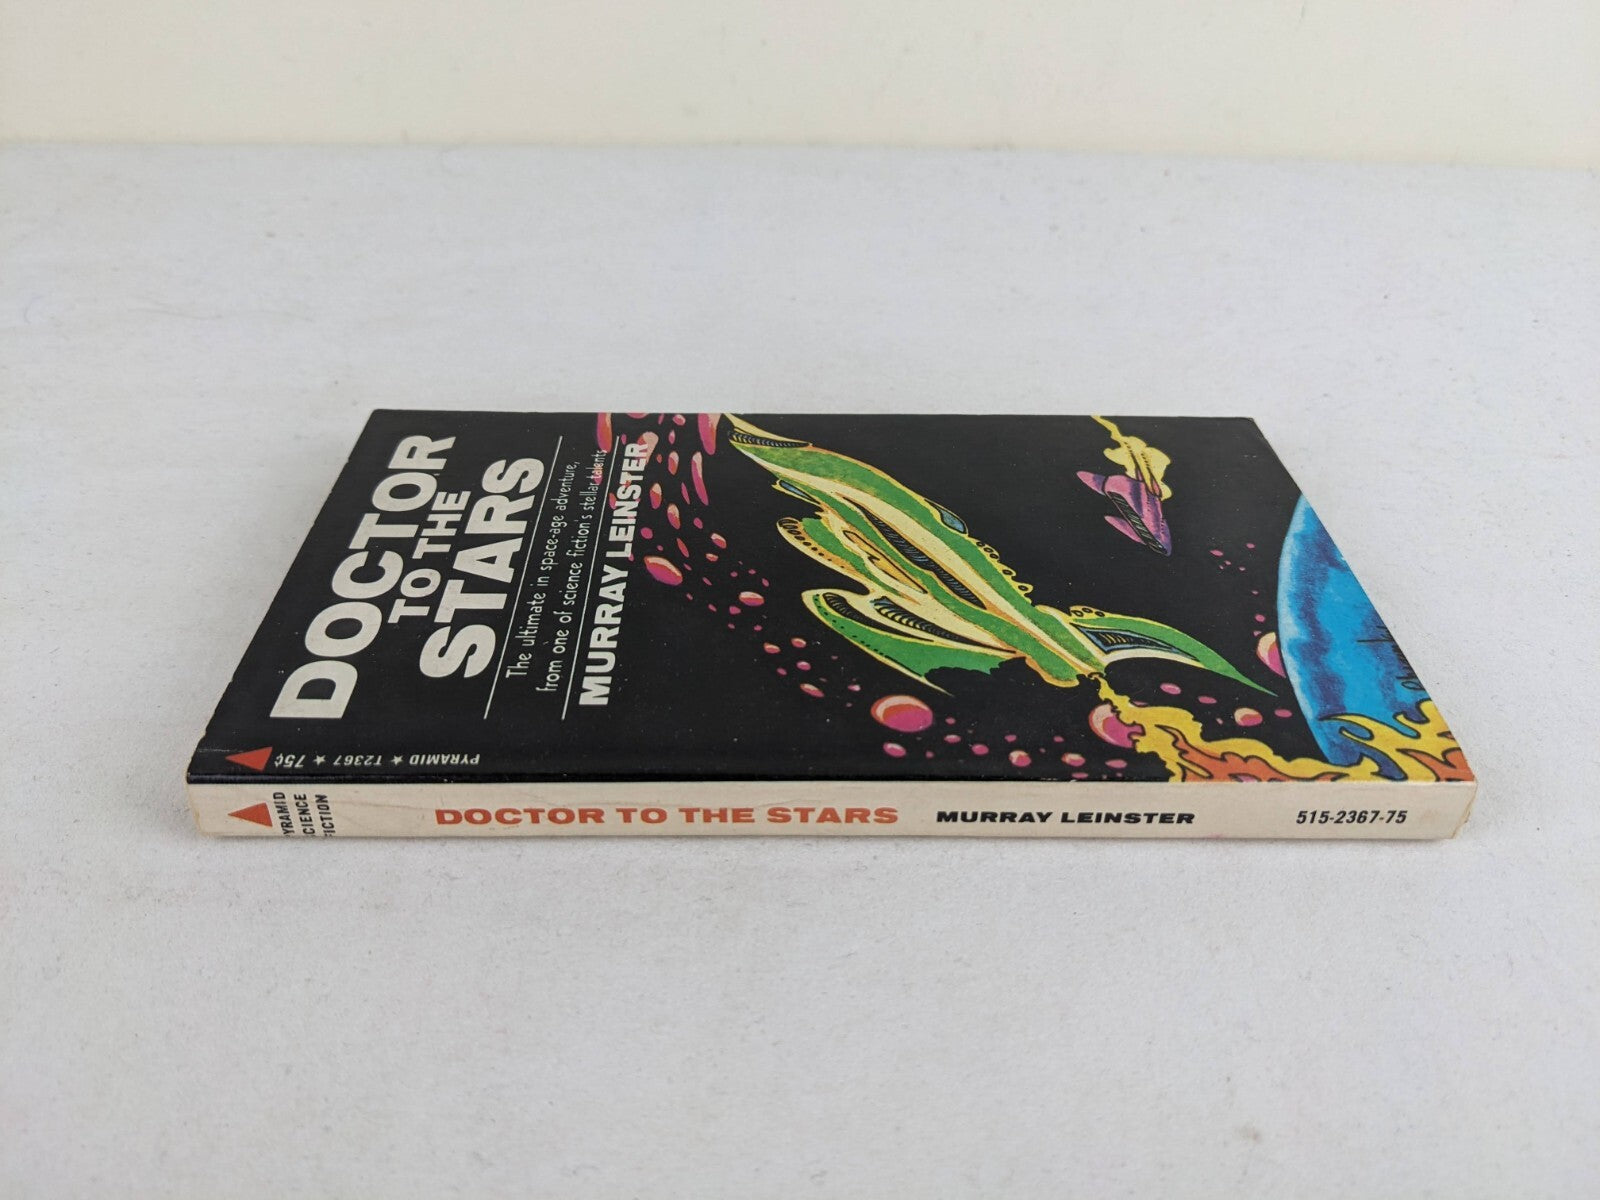 DOCTOR
TO THE
STARS
The ultimate in space-age adventure,
from one of science fiction's stellar talents
MURRAY LEINSTER
PYRAMID ★ T2367 ★ 75¢
PYRAMID
SCIENCE
FICTION
DOCTOR TO THE STARS MURRAY LEINSTER 515-2367-75